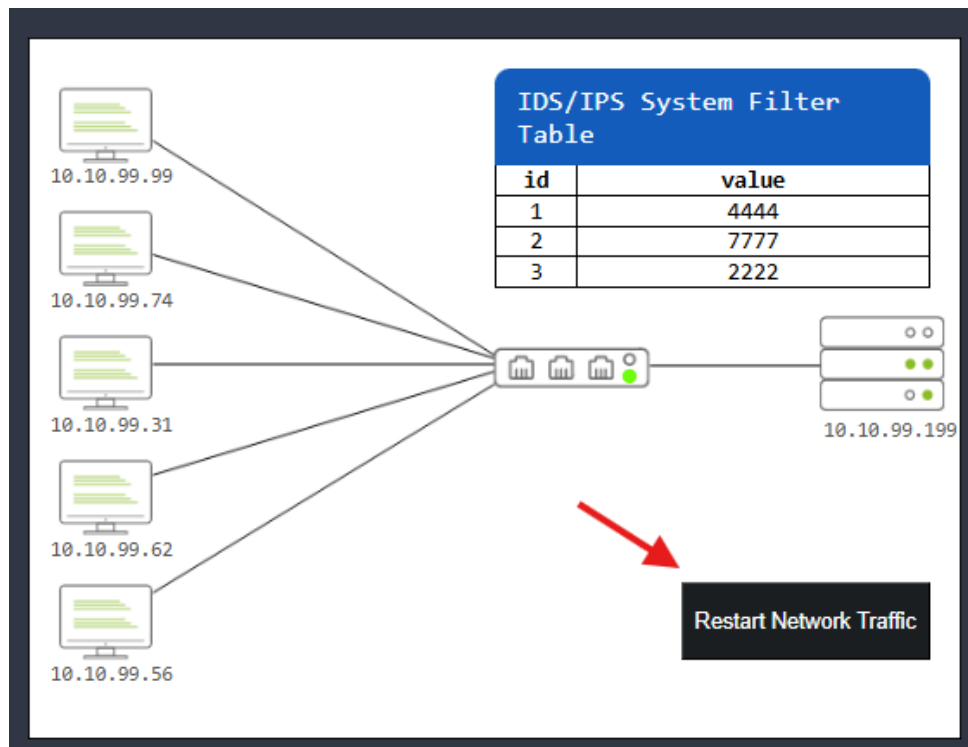 IDS/IPS System Filter
Table
id value
1 4444
2 7777
3 2222
10.10.99.99
10.10.99.74
10.10.99.31
10.10.99.62
10.10.99.56
10.10.99.199
Restart Network Traffic